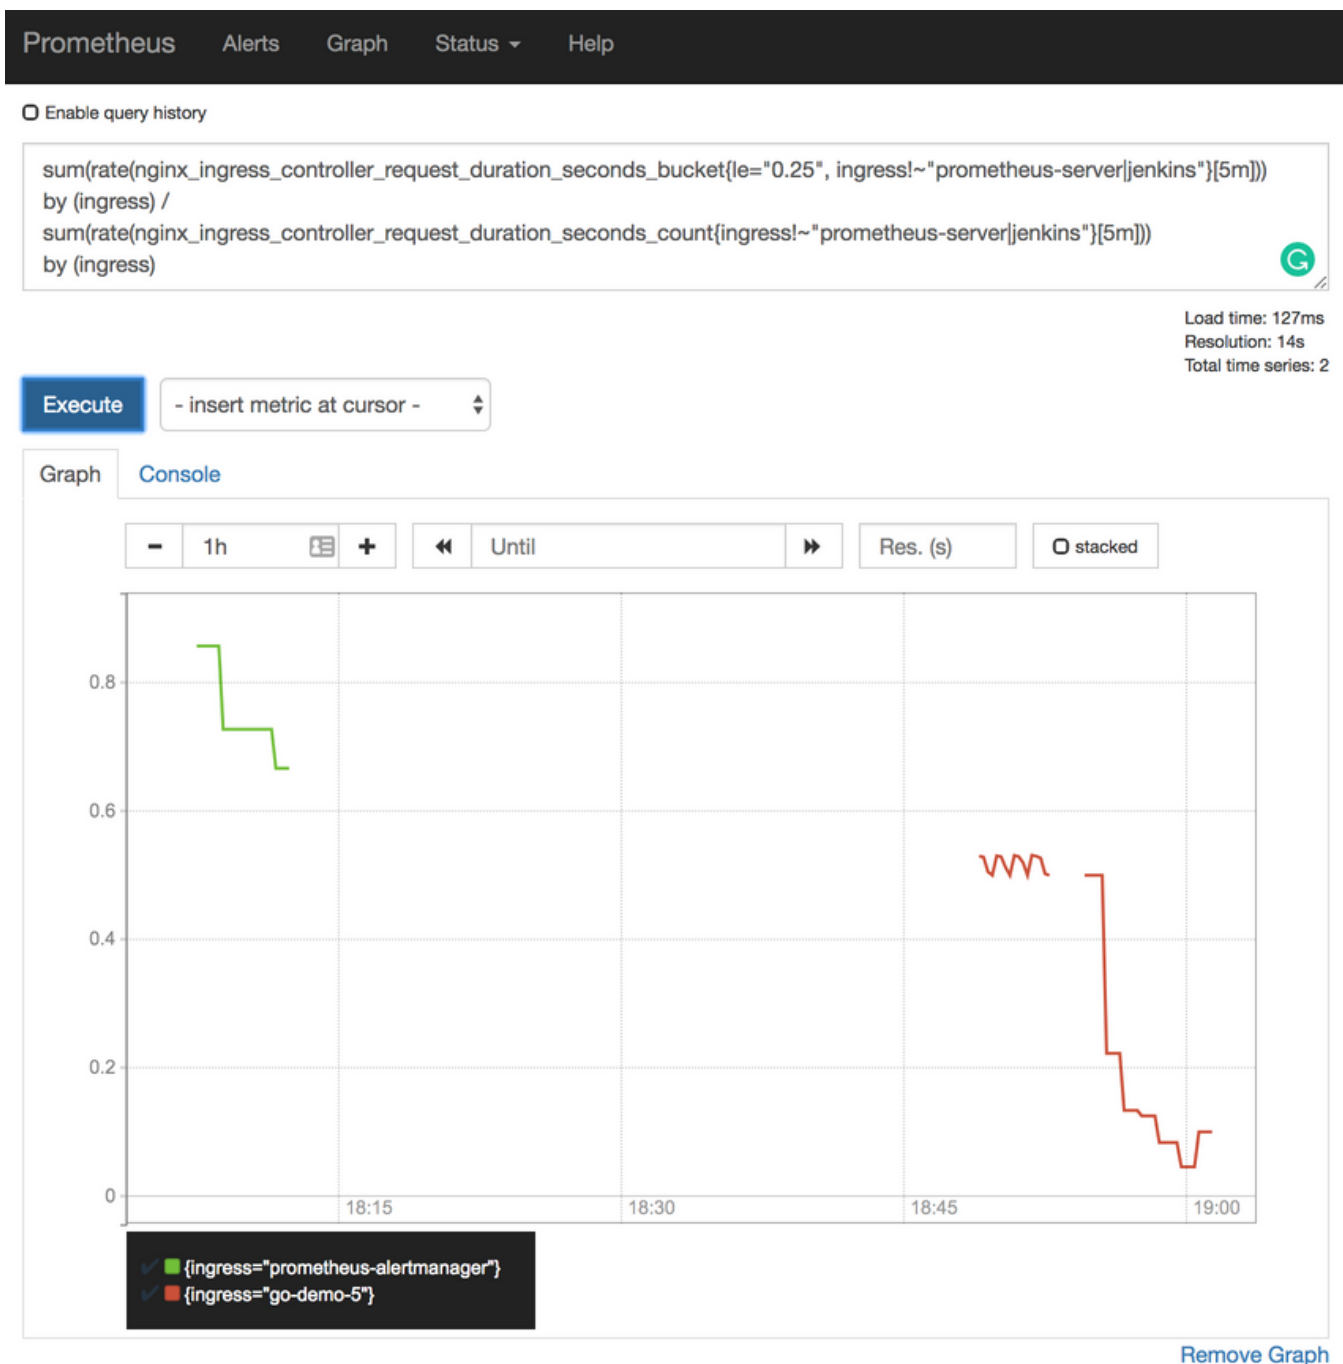 Prometheus Alerts Graph Status Help
Enable query history
sum(rate(nginx_ingress_controller_request_duration_seconds_bucket{le="0.25", ingress!~"prometheus-server|jenkins"}[5m]))
by (ingress) /
sum(rate(nginx_ingress_controller_request_duration_seconds_count{ingress!~"prometheus-server|jenkins"}[5m]))
by (ingress)
Load time: 127ms
Resolution: 14s
Total time series: 2
Execute - insert metric at cursor -
Graph Console
- 1h + Until Res. (s) stacked
0.8
0.6
0.4
0.2
0
18:15 18:30 18:45 19:00
{ingress="prometheus-alertmanager"}
{ingress="go-demo-5"}
Remove Graph